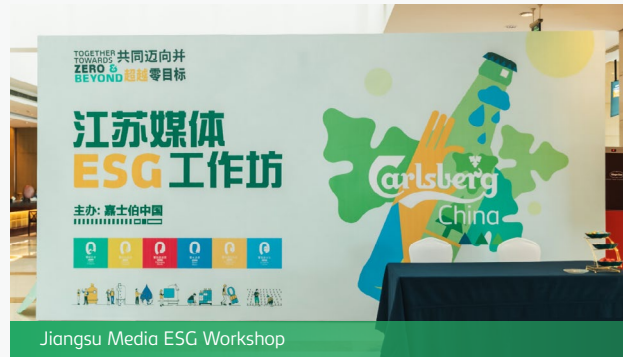 TOGETHER
TOWARDS
ZERO &
BEYOND
共同迈向并
超越零目标
江苏媒体
ESG工作坊
主办: 嘉士伯中国
Carlsberg
China
Jiangsu Media ESG Workshop